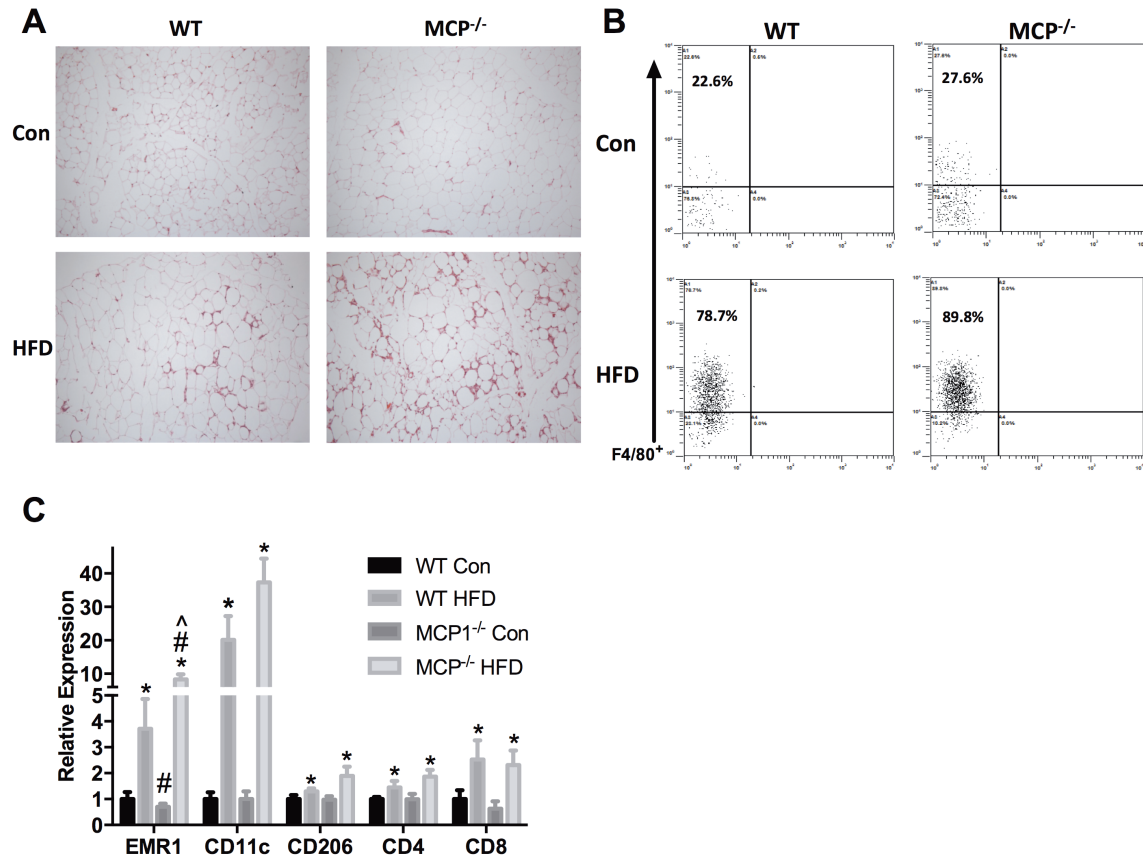 A
WT MCP-/-
Con
HFD
B
WT MCP-/-
Con
22.6%
27.6%
HFD
78.7%
89.8%
F4/80+
C
Relative Expression
40
30
20
10
5
4
3
2
1
0
* # * # ^ * * * * * * * *
EMR1 CD11c CD206 CD4 CD8
WT Con
WT HFD
MCP1-/- Con
MCP-/- HFD